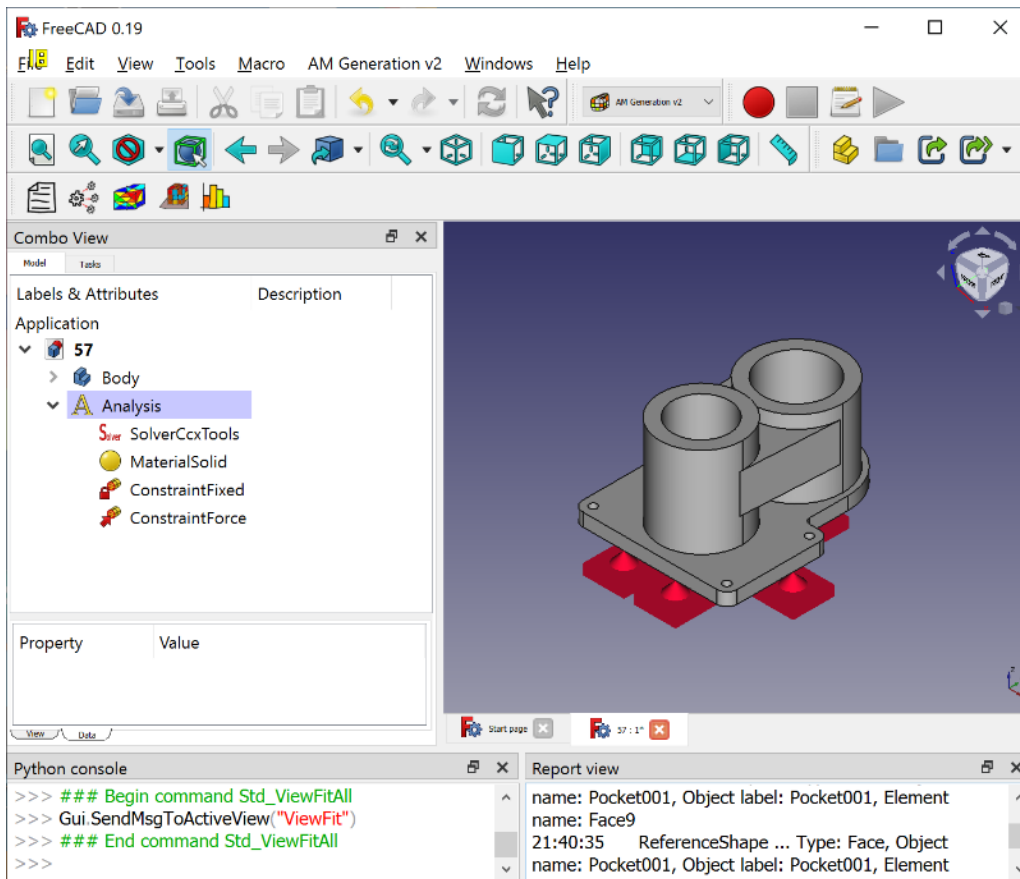 FreeCAD 0.19
Edit View Tools Macro AM Generation v2 Windows Help
AM Generation v2
Combo View
Model Tasks
Labels & Attributes Description
Application
57
Body
Analysis
SolverCcxTools
MaterialSolid
ConstraintFixed
ConstraintForce
Property Value
View Data
Start page
57 : 1*
Python console
>>> ### Begin command Std_ViewFitAll
>>> Gui.SendMsgToActiveView("ViewFit")
>>> ### End command Std_ViewFitAll
>>>
Report view
name: Pocket001, Object label: Pocket001, Element
name: Face9
21:40:35 ReferenceShape ... Type: Face, Object
name: Pocket001, Object label: Pocket001, Element